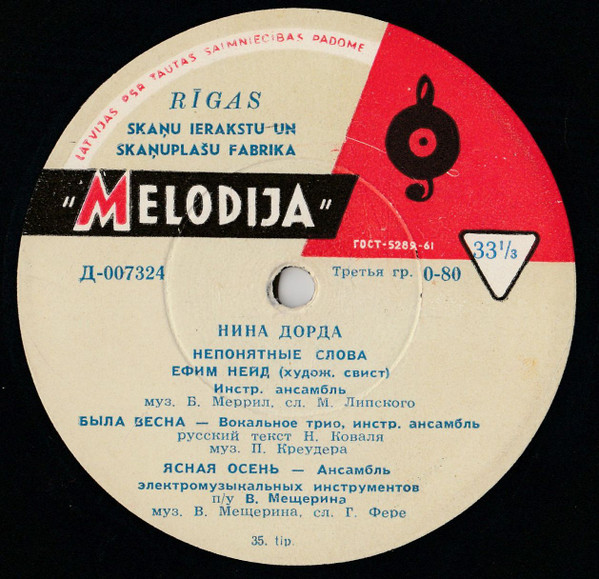 LATVIJAS PSR TAUTAS SAIMNIECĪBAS PADOME
RĪGAS
SKAŅU IERAKSTU UN
SKAŅUPLAŠU FABRIKA
"MELODIJA"
ГОСТ-5289-61
33 1/3
Д-007324
Третья гр. 0-80
НИНА ДОРДА
НЕПОНЯТНЫЕ СЛОВА
ЕФИМ НЕЙД (худож. свист)
Инстр. ансамбль
муз. Б. Меррил, сл. М. Липского
БЫЛА ВЕСНА — Вокальное трио, инстр. ансамбль
русский текст Н. Коваля
муз. П. Креудера
ЯСНАЯ ОСЕНЬ — Ансамбль
электромузыкальных инструментов
п/у В. Мещерина
муз. В. Мещерина, сл. Г. Фере
35. tip.